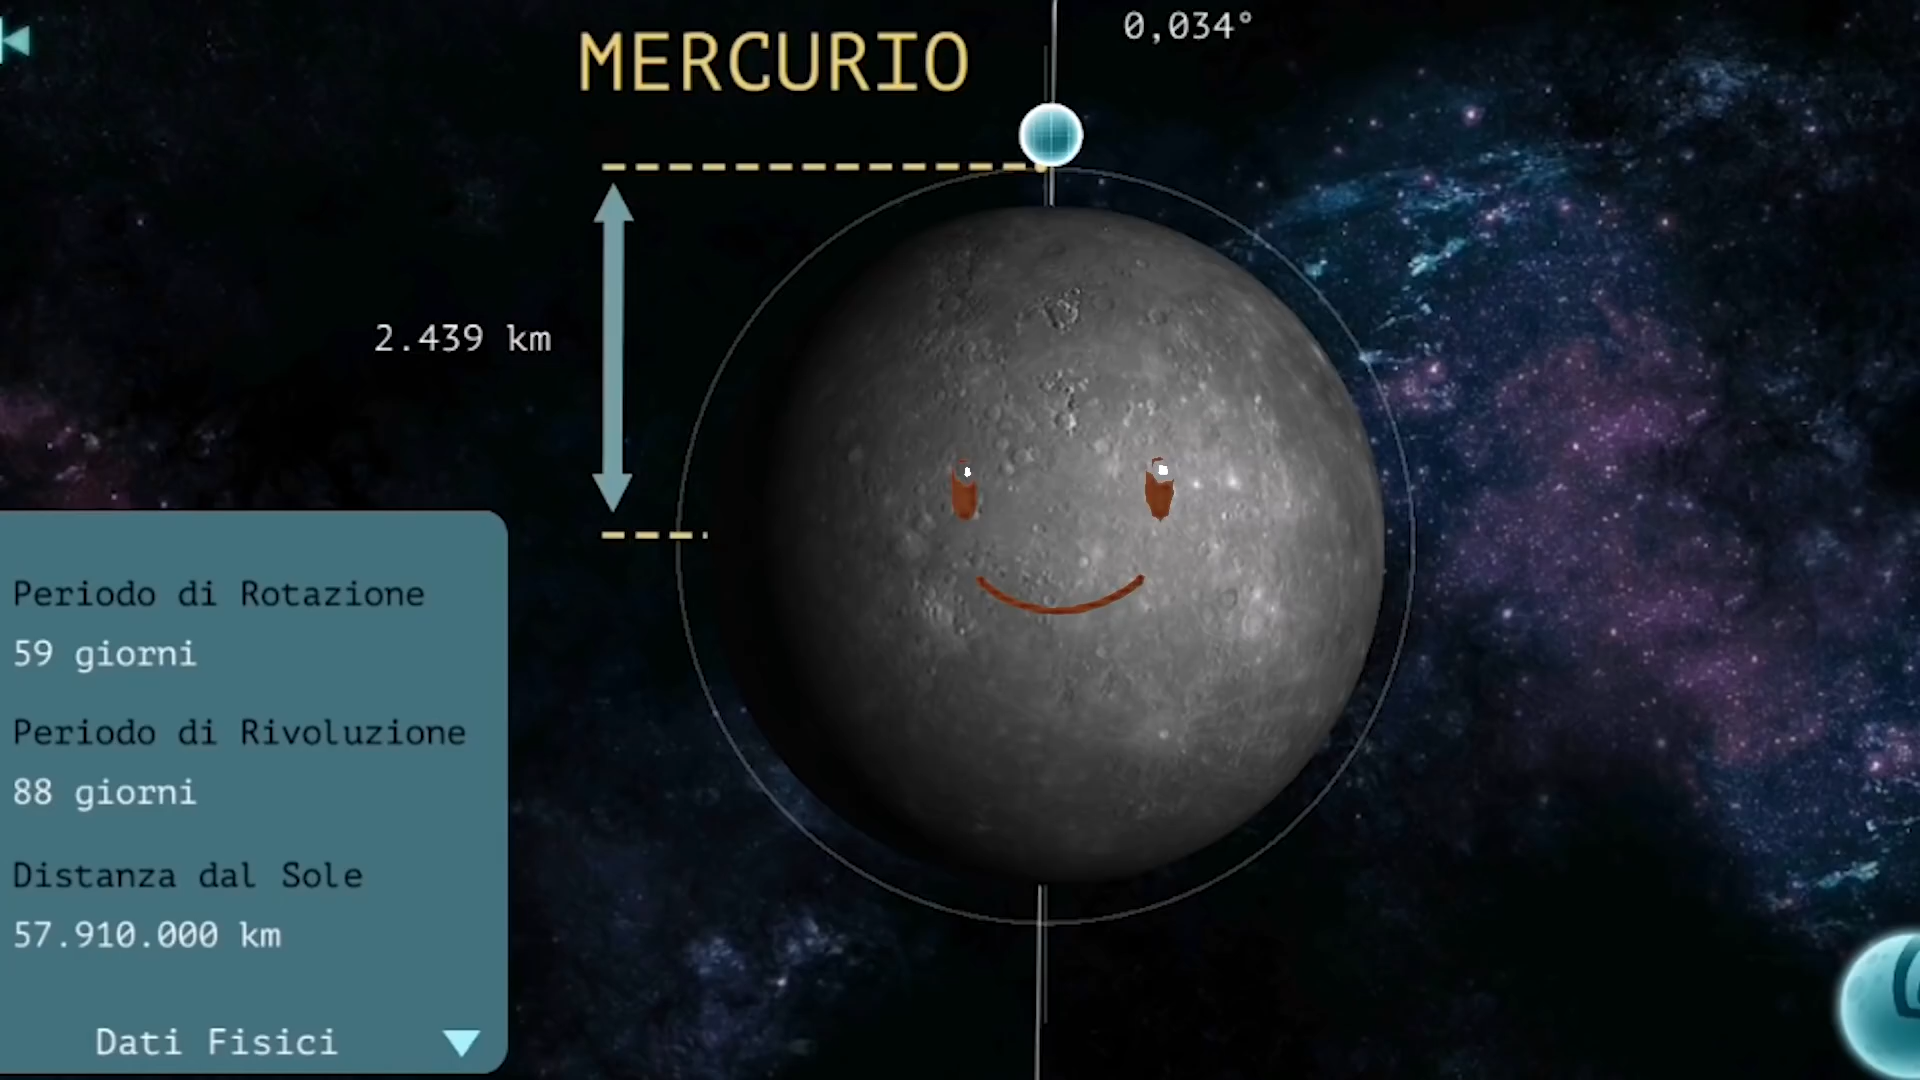 MERCURIO
0,034°
2.439 km
Periodo di Rotazione
59 giorni
Periodo di Rivoluzione
88 giorni
Distanza dal Sole
57.910.000 km
Dati Fisici